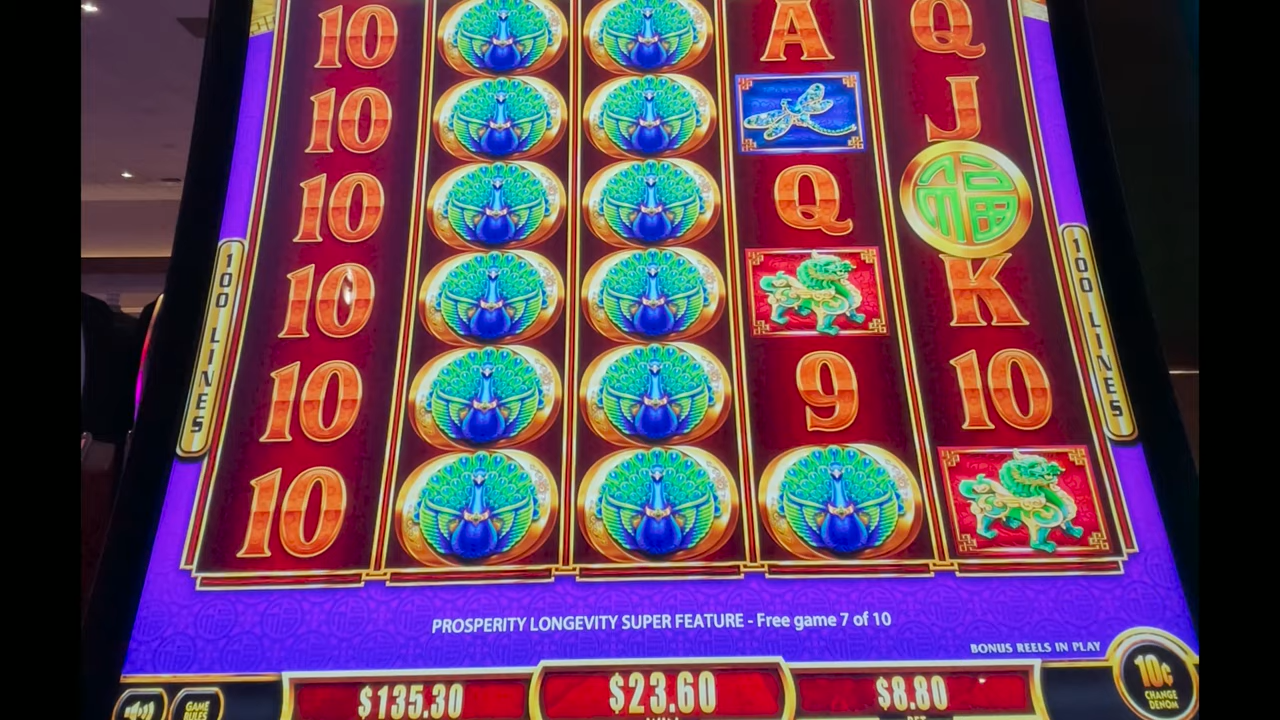 10 A Q
10 J
10 Q 福
10 K
10 9 10
10
100 LINES
100 LINES
PROSPERITY LONGEVITY SUPER FEATURE - Free game 7 of 10
BONUS REELS IN PLAY
10¢
CHANGE
DENOM
GAME
RULES
$135.30
$23.60
$8.80